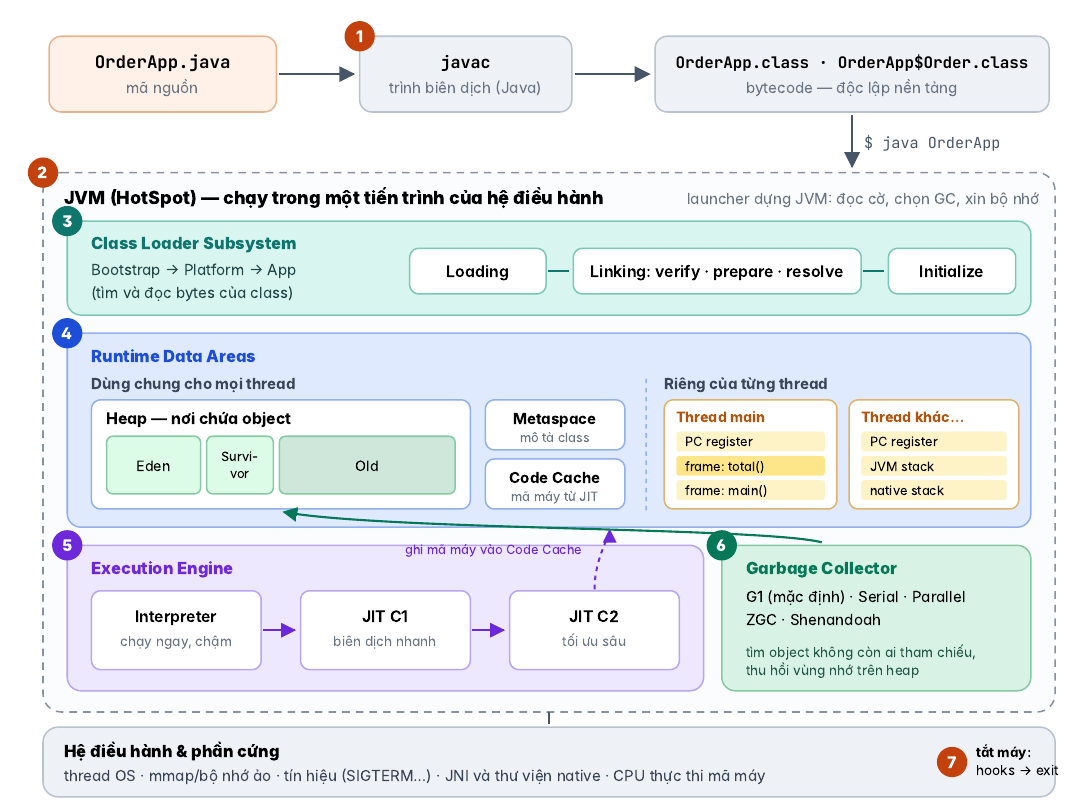 1
OrderApp.java
mã nguồn
javac
trình biên dịch (Java)
OrderApp.class · OrderApp$Order.class
bytecode — độc lập nền tảng
$ java OrderApp
2
JVM (HotSpot) — chạy trong một tiến trình của hệ điều hành
launcher dựng JVM: đọc cờ, chọn GC, xin bộ nhớ
3
Class Loader Subsystem
Bootstrap → Platform → App
(tìm và đọc bytes của class)
Loading
Linking: verify · prepare · resolve
Initialize
4
Runtime Data Areas
Dùng chung cho mọi thread
Heap — nơi chứa object
Eden
Survi-
vor
Old
Metaspace
mô tả class
Code Cache
mã máy từ JIT
Riêng của từng thread
Thread main
PC register
frame: total()
frame: main()
Thread khác...
PC register
JVM stack
native stack
5
Execution Engine
ghi mã máy vào Code Cache
Interpreter
chạy ngay, chậm
JIT C1
biên dịch nhanh
JIT C2
tối ưu sâu
6
Garbage Collector
G1 (mặc định) · Serial · Parallel
ZGC · Shenandoah
tìm object không còn ai tham chiếu,
thu hồi vùng nhớ trên heap
Hệ điều hành & phần cứng
thread OS · mmap/bộ nhớ ảo · tín hiệu (SIGTERM...) · JNI và thư viện native · CPU thực thi mã máy
7
tắt máy:
hooks → exit